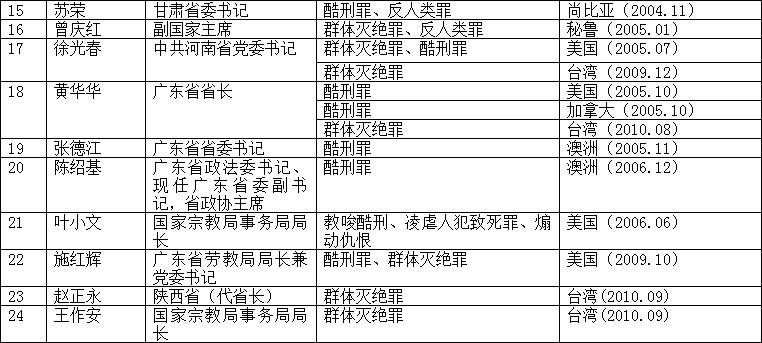 15 苏荣 甘肃省委书记 酷刑罪、反人类罪 尚比亚（2004.11）
16 曾庆红 副国家主席 群体灭绝罪、反人类罪 秘鲁（2005.01）
17 徐光春 中共河南省党委书记 群体灭绝罪、酷刑罪 美国（2005.07）
群体灭绝罪 台湾（2009.12）
18 黄华华 广东省省长 酷刑罪 美国（2005.10）
酷刑罪 加拿大（2005.10）
群体灭绝罪 台湾（2010.08）
19 张德江 广东省省委书记 酷刑罪 澳洲（2005.11）
20 陈绍基 广东省政法委书记、 酷刑罪 澳洲（2006.12）
现任广东省委副书
记，省政协主席
21 叶小文 国家宗教局事务局局 教唆酷刑、凌虐人犯致死罪、煽 美国（2006.06）
长 动仇恨
22 施红辉 广东省劳教局局长兼 酷刑罪、群体灭绝罪 美国（2009.10）
党委书记
23 赵正永 陕西省（代省长） 群体灭绝罪 台湾(2010.09)
24 王作安 国家宗教局事务局局 群体灭绝罪 台湾(2010.09)
长